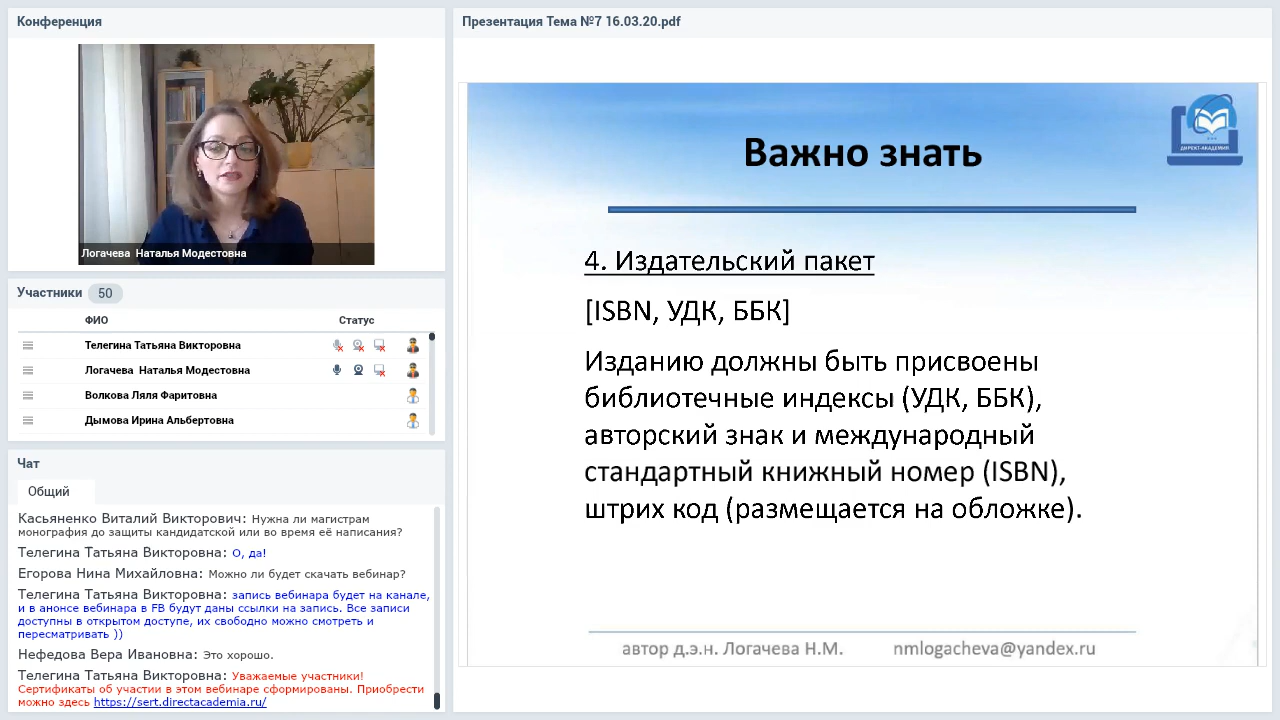 Конференция
Логачева  Наталья Модестовна
Участники 50
ФИО Статус
Телегина Татьяна Викторовна
Логачева  Наталья Модестовна
Волкова Ляля Фаритовна
Дымова Ирина Альбертовна
Чат
Общий
Касьяненко Виталий Викторович: Нужна ли магистрам
монография до защиты кандидатской или во время её написания?
Телегина Татьяна Викторовна: О, да!
Егорова Нина Михайловна: Можно ли будет скачать вебинар?
Телегина Татьяна Викторовна: запись вебинара будет на канале,
и в анонсе вебинара в FB будут даны ссылки на запись. Все записи
доступны в открытом доступе, их свободно можно смотреть и
пересматривать ))
Нефедова Вера Ивановна: Это хорошо.
Телегина Татьяна Викторовна: Уважаемые участники!
Сертификаты об участии в этом вебинаре сформированы. Приобрести
можно здесь https://sert.directacademia.ru/
Презентация Тема №7 16.03.20.pdf
ДИРЕКТ-АКАДЕМИЯ
Важно знать
4. Издательский пакет
[ISBN, УДК, ББК]
Изданию должны быть присвоены
библиотечные индексы (УДК, ББК),
авторский знак и международный
стандартный книжный номер (ISBN),
штрих код (размещается на обложке).
автор д.э.н. Логачева Н.М. nmlogacheva@yandex.ru